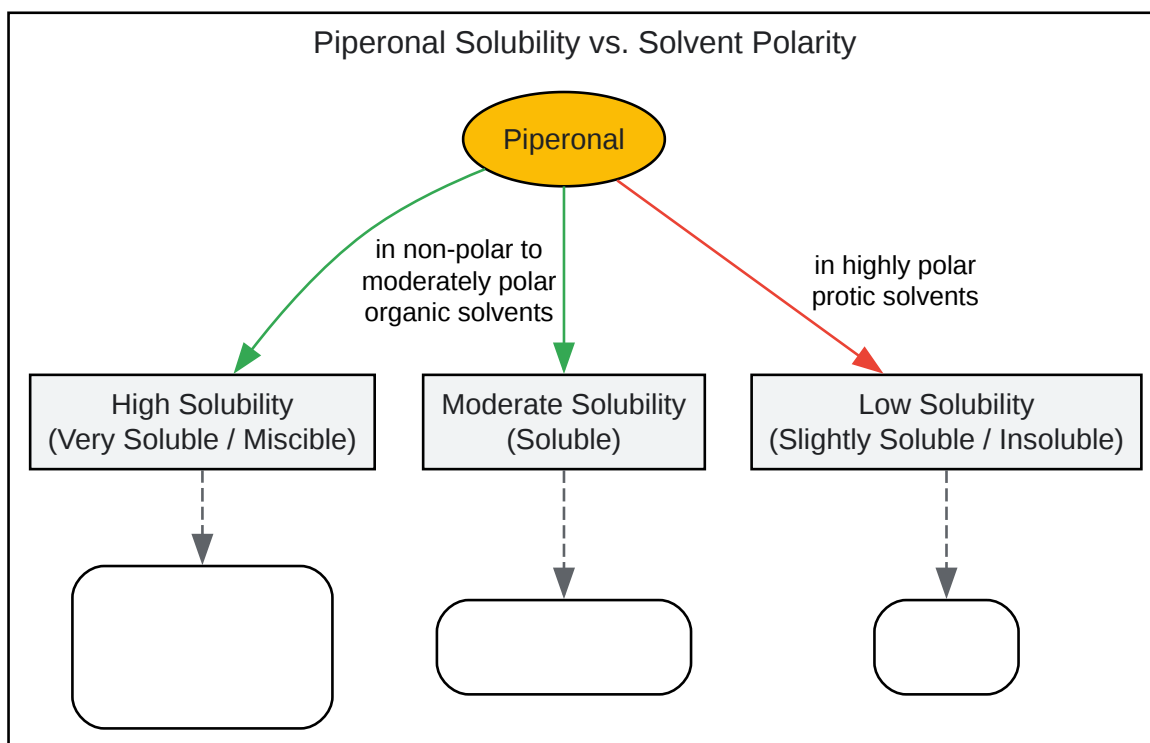 Piperonal Solubility vs. Solvent Polarity
Piperonal
in non-polar to
moderately polar
organic solvents
in highly polar
protic solvents
High Solubility
(Very Soluble / Miscible)
Moderate Solubility
(Soluble)
Low Solubility
(Slightly Soluble / Insoluble)